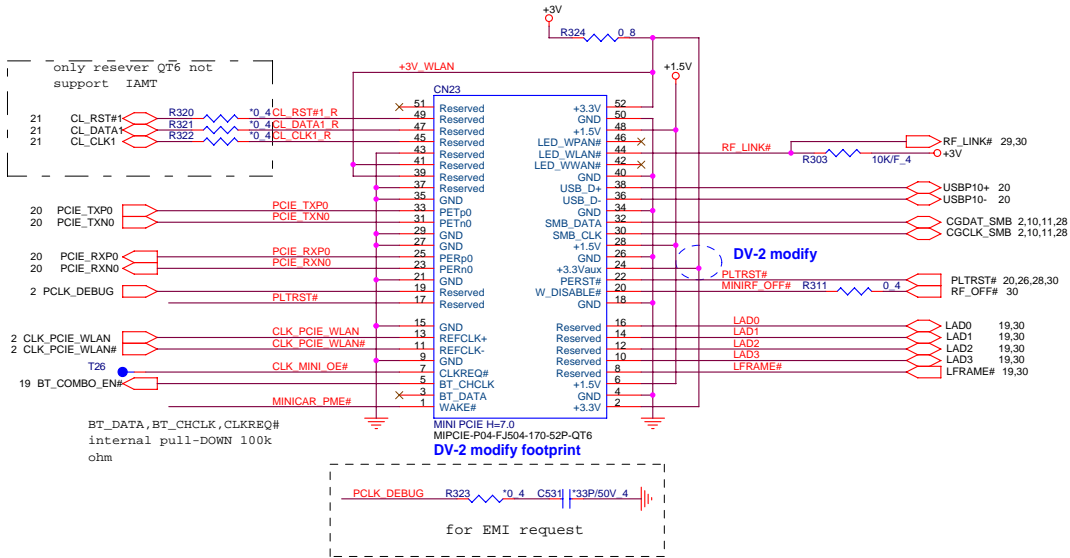 +3V
R324 0_8
+3V_WLAN
+1.5V
only resever QT6 not
support IAMT
21 CL_RST#1 R320 *0_4 CL_RST#1_R
21 CL_DATA1 R321 *0_4 CL_DATA1_R
21 CL_CLK1 R322 *0_4 CL_CLK1_R
CN23
51 Reserved +3.3V 52
49 Reserved GND 50
47 Reserved +1.5V 48
45 Reserved LED_WPAN# 46
43 Reserved LED_WLAN# 44 RF_LINK# RF_LINK# 29,30
R303 10K/F_4 +3V
41 Reserved LED_WWAN# 42
39 Reserved GND 40
37 Reserved USB_D+ 38 USBP10+ 20
35 GND USB_D- 36 USBP10- 20
20 PCIE_TXP0 PCIE_TXP0 33 PETp0 GND 34
20 PCIE_TXN0 PCIE_TXN0 31 PETn0 SMB_DATA 32 CGDAT_SMB 2,10,11,28
29 GND SMB_CLK 30 CGCLK_SMB 2,10,11,28
27 GND +1.5V 28
20 PCIE_RXP0 PCIE_RXP0 25 PERp0 GND 26
DV-2 modify
20 PCIE_RXN0 PCIE_RXN0 23 PERn0 +3.3Vaux 24
21 GND PERST# 22 PLTRST# PLTRST# 20,26,28,30
2 PCLK_DEBUG 19 Reserved W_DISABLE# 20 MINIRF_OFF# R311 0_4 RF_OFF# 30
PLTRST# 17 Reserved GND 18
15 GND Reserved 16 LAD0 LAD0 19,30
2 CLK_PCIE_WLAN CLK_PCIE_WLAN 13 REFCLK+ Reserved 14 LAD1 LAD1 19,30
2 CLK_PCIE_WLAN# CLK_PCIE_WLAN# 11 REFCLK- Reserved 12 LAD2 LAD2 19,30
9 GND Reserved 10 LAD3 LAD3 19,30
T26 CLK_MINI_OE# 7 CLKREQ# Reserved 8 LFRAME# LFRAME# 19,30
19 BT_COMBO_EN# 5 BT_CHCLK +1.5V 6
3 BT_DATA GND 4
MINICAR_PME# 1 WAKE# +3.3V 2
BT_DATA,BT_CHCLK,CLKREQ#
internal pull-DOWN 100k
ohm
MINI PCIE H=7.0
MIPCIE-P04-FJ504-170-52P-QT6
DV-2 modify footprint
PCLK_DEBUG R323 *0_4 C531 *33P/50V_4
for EMI request